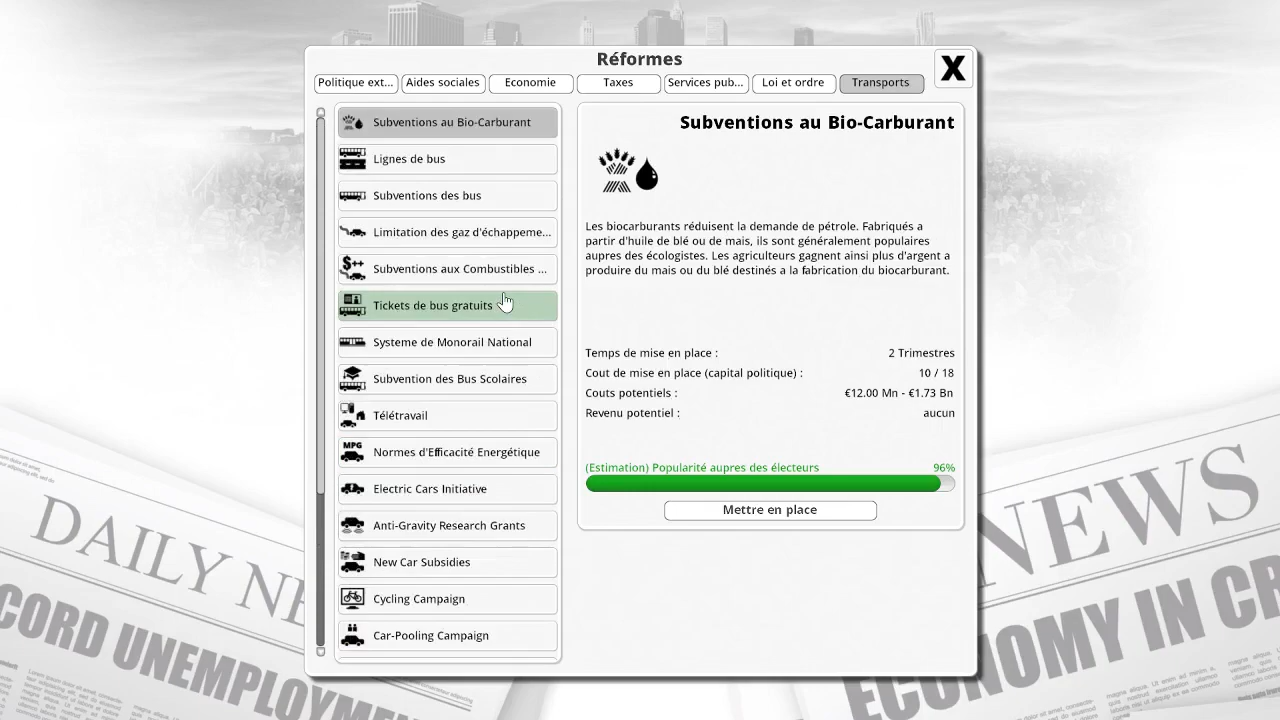 Réformes
X
Politique ext...
Aides sociales
Economie
Taxes
Services pub...
Loi et ordre
Transports
Subventions au Bio-Carburant
Lignes de bus
Subventions des bus
Limitation des gaz d'échappeme...
Subventions aux Combustibles ...
Tickets de bus gratuits
Systeme de Monorail National
Subvention des Bus Scolaires
Télétravail
MPG
Normes d'Efficacité Energétique
Electric Cars Initiative
Anti-Gravity Research Grants
New Car Subsidies
Cycling Campaign
Car-Pooling Campaign
Subventions au Bio-Carburant
Les biocarburants réduisent la demande de pétrole. Fabriqués a
partir d'huile de blé ou de mais, ils sont généralement populaires
aupres des écologistes. Les agriculteurs gagnent ainsi plus d'argent a
produire du mais ou du blé destinés a la fabrication du biocarburant.
Temps de mise en place : 2 Trimestres
Cout de mise en place (capital politique) : 10 / 18
Couts potentiels : €12.00 Mn - €1.73 Bn
Revenu potentiel : aucun
(Estimation) Popularité aupres des électeurs 96%
Mettre en place
DAILY NE
CORD UNEMPLOYM
NEWS
ECONOMY IN CR